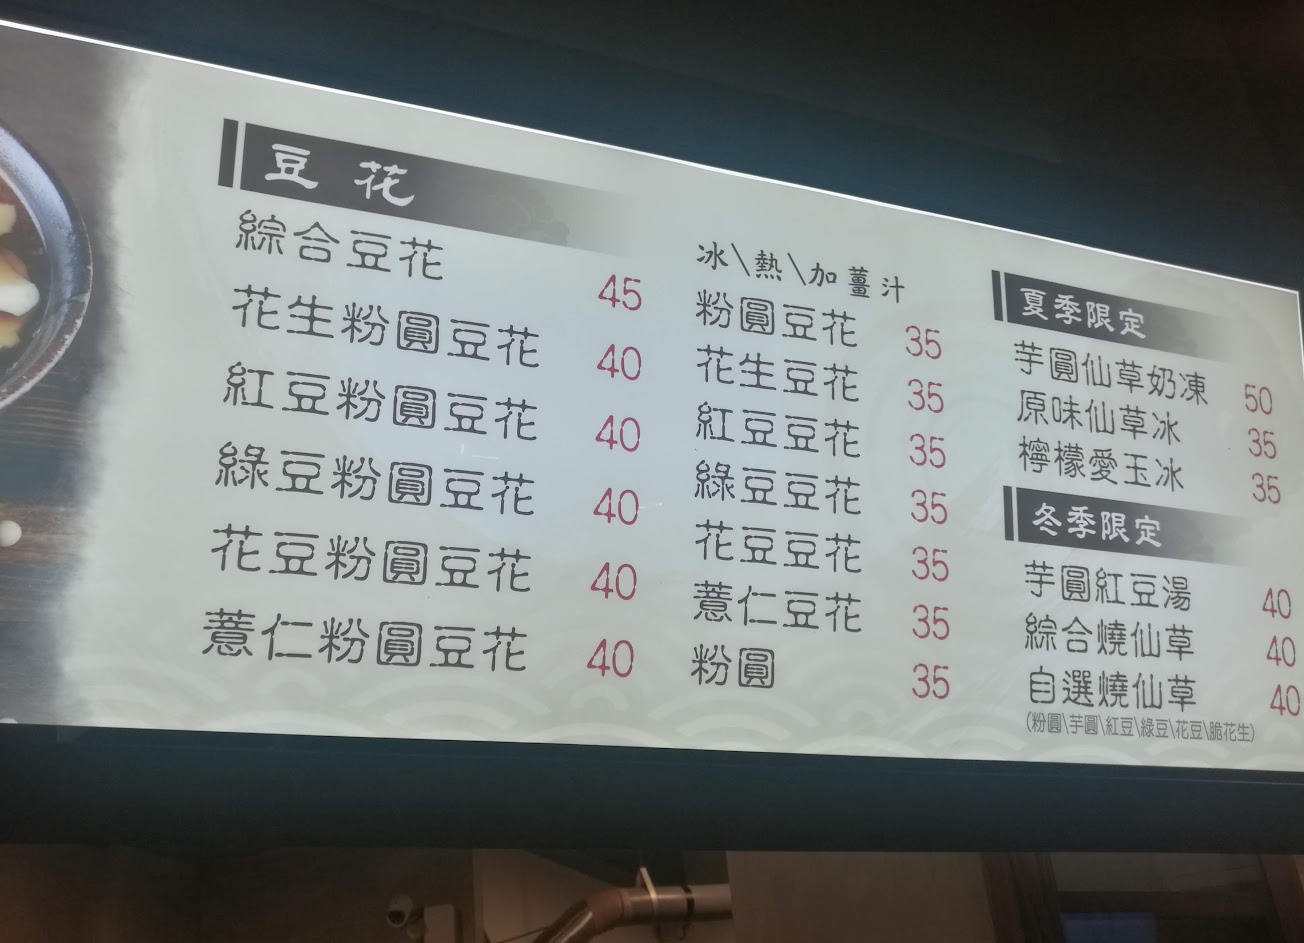 豆花
綜合豆花 45
花生粉圓豆花 40
紅豆粉圓豆花 40
綠豆粉圓豆花 40
花豆粉圓豆花 40
薏仁粉圓豆花 40
冰\熱\加薑汁
粉圓豆花 35
花生豆花 35
紅豆豆花 35
綠豆豆花 35
花豆豆花 35
薏仁豆花 35
粉圓 35
夏季限定
芋圓仙草奶凍 50
原味仙草冰 35
檸檬愛玉冰 35
冬季限定
芋圓紅豆湯 40
綜合燒仙草 40
自選燒仙草 40
(粉圓\芋圓\紅豆\綠豆\花豆\脆花生)